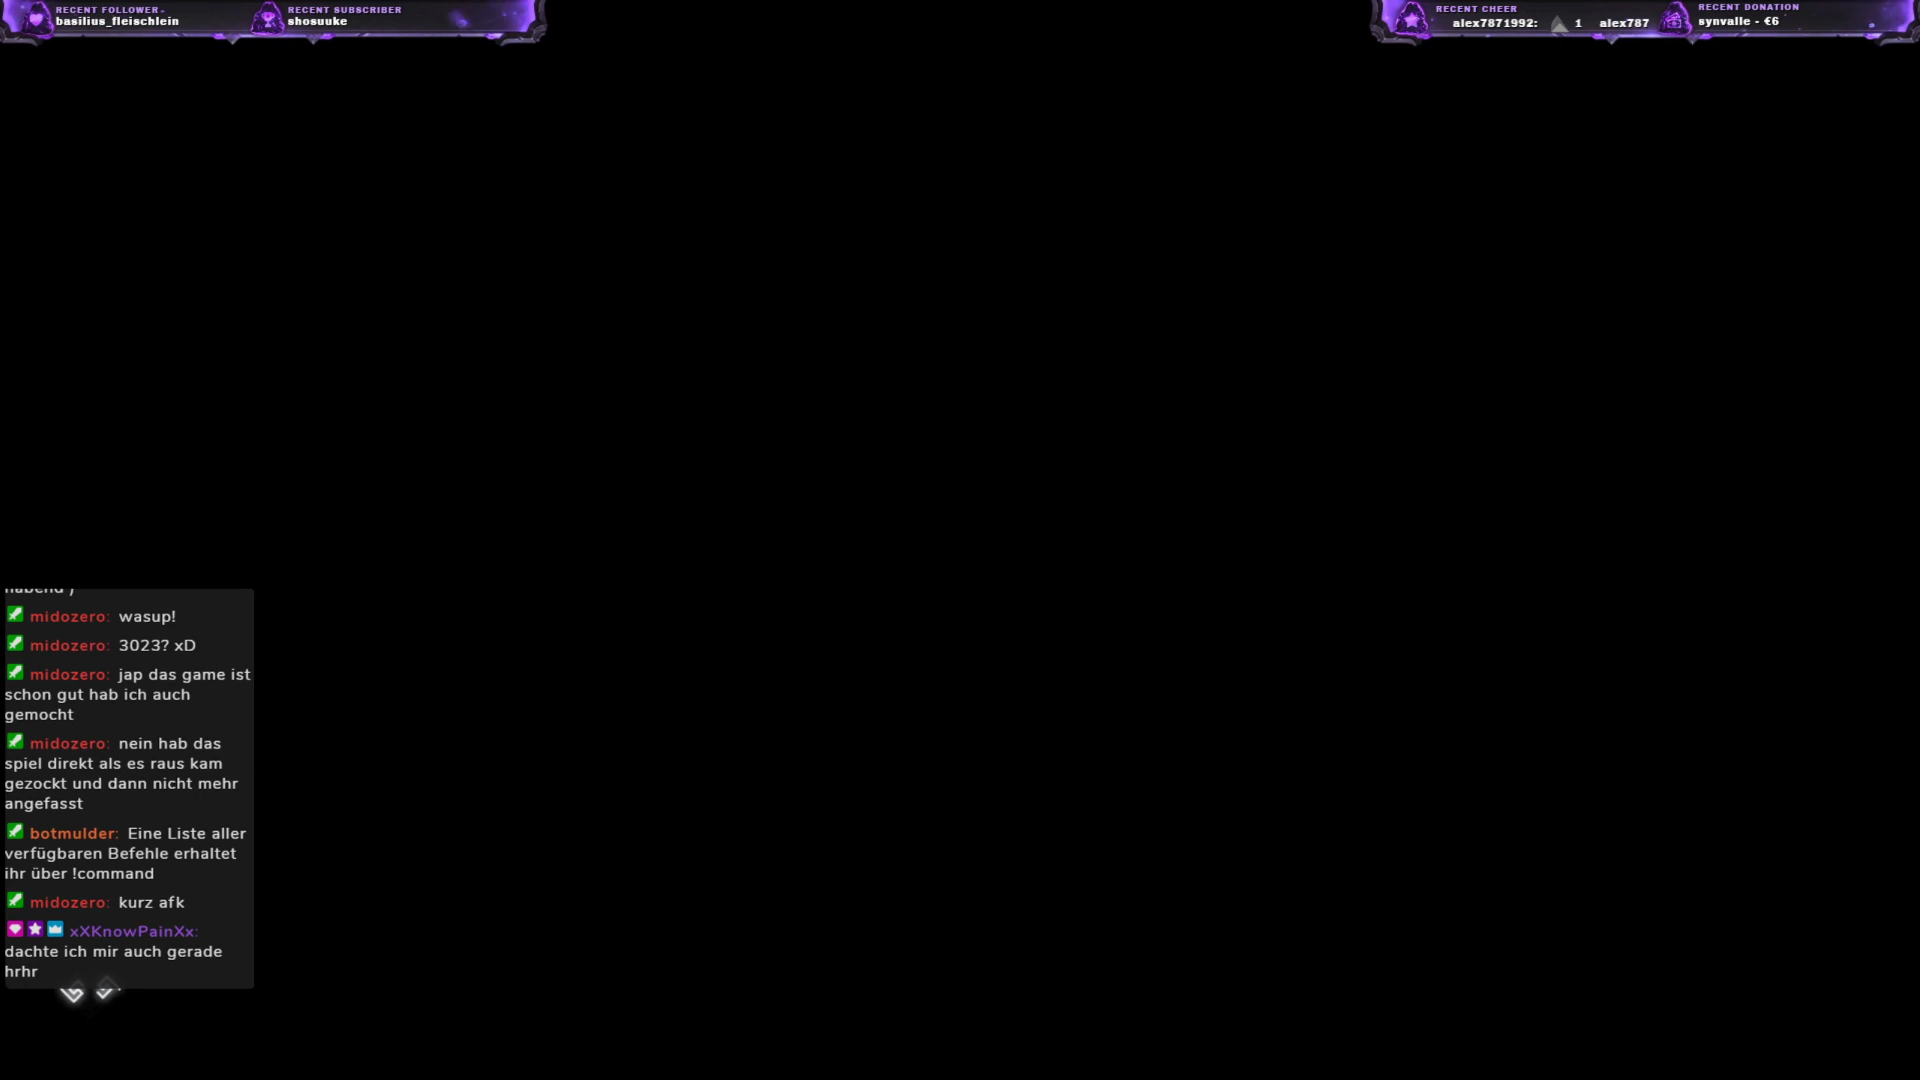 RECENT FOLLOWER
basilius_fleischlein
RECENT SUBSCRIBER
shosuuke
RECENT CHEER
alex7871992: 1 alex787
RECENT DONATION
synvalle - €6
midozero: wasup!
midozero: 3023? xD
midozero: jap das game ist
schon gut hab ich auch
gemocht
midozero: nein hab das
spiel direkt als es raus kam
gezockt und dann nicht mehr
angefasst
botmulder: Eine Liste aller
verfügbaren Befehle erhaltet
ihr über !command
midozero: kurz afk
xXKnowPainXx:
dachte ich mir auch gerade
hrhr